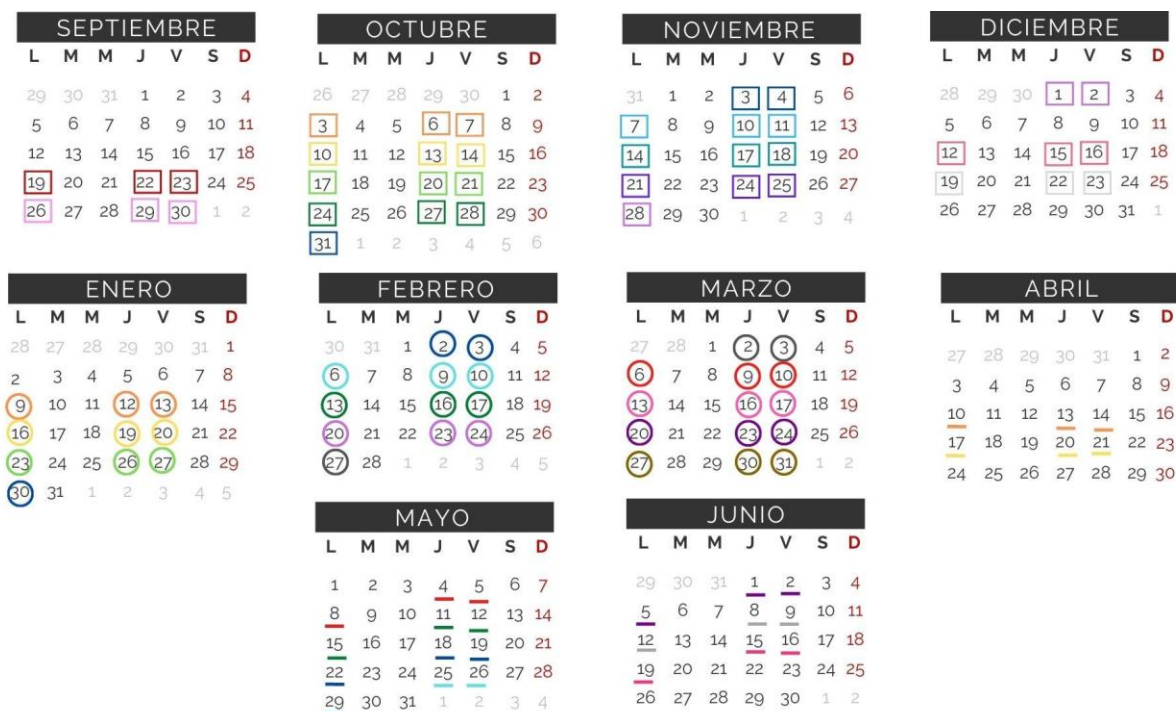 SEPTIEMBRE
L M M J V S D
29 30 31 1 2 3 4
5 6 7 8 9 10 11
12 13 14 15 16 17 18
19 20 21 22 23 24 25
26 27 28 29 30 1 2
OCTUBRE
L M M J V S D
26 27 28 29 30 1 2
3 4 5 6 7 8 9
10 11 12 13 14 15 16
17 18 19 20 21 22 23
24 25 26 27 28 29 30
31 1 2 3 4 5 6
NOVIEMBRE
L M M J V S D
31 1 2 3 4 5 6
7 8 9 10 11 12 13
14 15 16 17 18 19 20
21 22 23 24 25 26 27
28 29 30 1 2 3 4
DICIEMBRE
L M M J V S D
28 29 30 1 2 3 4
5 6 7 8 9 10 11
12 13 14 15 16 17 18
19 20 21 22 23 24 25
26 27 28 29 30 31 1
ENERO
L M M J V S D
28 27 28 29 30 31 1
2 3 4 5 6 7 8
9 10 11 12 13 14 15
16 17 18 19 20 21 22
23 24 25 26 27 28 29
30 31 1 2 3 4 5
FEBRERO
L M M J V S D
30 31 1 2 3 4 5
6 7 8 9 10 11 12
13 14 15 16 17 18 19
20 21 22 23 24 25 26
27 28 1 2 3 4 5
MARZO
L M M J V S D
27 28 1 2 3 4 5
6 7 8 9 10 11 12
13 14 15 16 17 18 19
20 21 22 23 24 25 26
27 28 29 30 31 1 2
ABRIL
L M M J V S D
27 28 29 30 31 1 2
3 4 5 6 7 8 9
10 11 12 13 14 15 16
17 18 19 20 21 22 23
24 25 26 27 28 29 30
MAYO
L M M J V S D
1 2 3 4 5 6 7
8 9 10 11 12 13 14
15 16 17 18 19 20 21
22 23 24 25 26 27 28
29 30 31 1 2 3 4
JUNIO
L M M J V S D
29 30 31 1 2 3 4
5 6 7 8 9 10 11
12 13 14 15 16 17 18
19 20 21 22 23 24 25
26 27 28 29 30 1 2